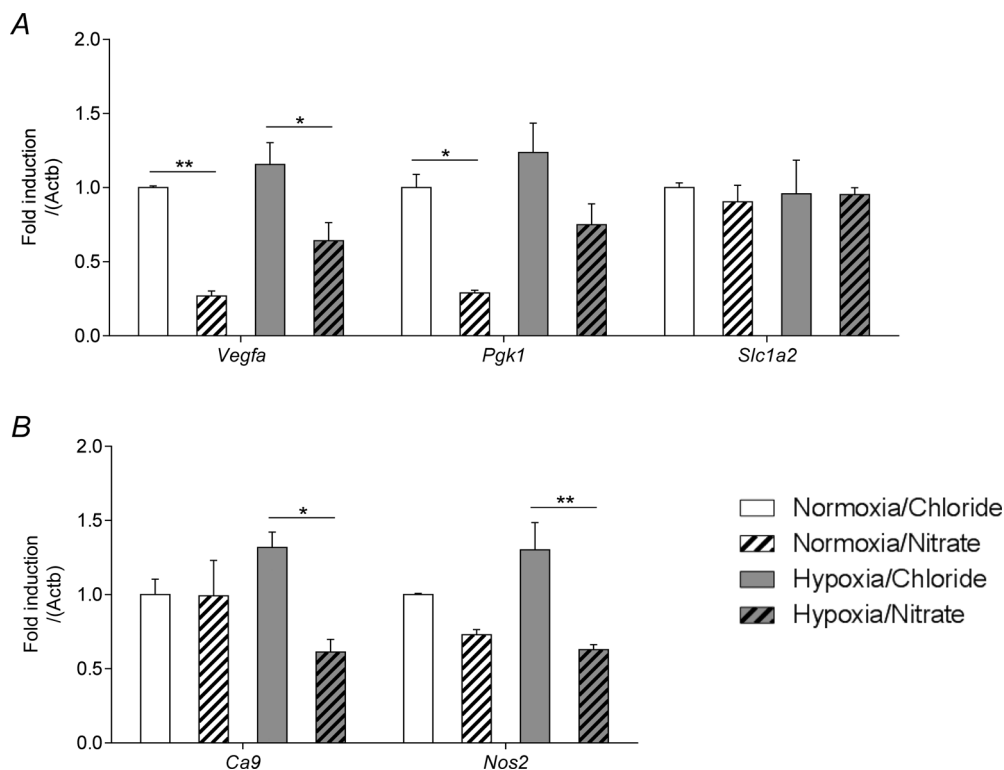 A
2.0
1.5
1.0
0.5
0.0
Fold induction
/(Actb)
**
*
*
Vegfa
Pgk1
Slc1a2
B
2.0
1.5
1.0
0.5
0.0
Fold induction
/(Actb)
*
**
Ca9
Nos2
Normoxia/Chloride
Normoxia/Nitrate
Hypoxia/Chloride
Hypoxia/Nitrate